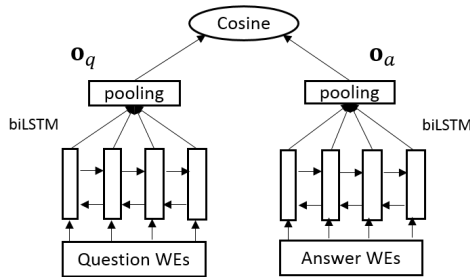 Cosine
o_q
o_a
pooling
pooling
biLSTM
biLSTM
Question WEs
Answer WEs